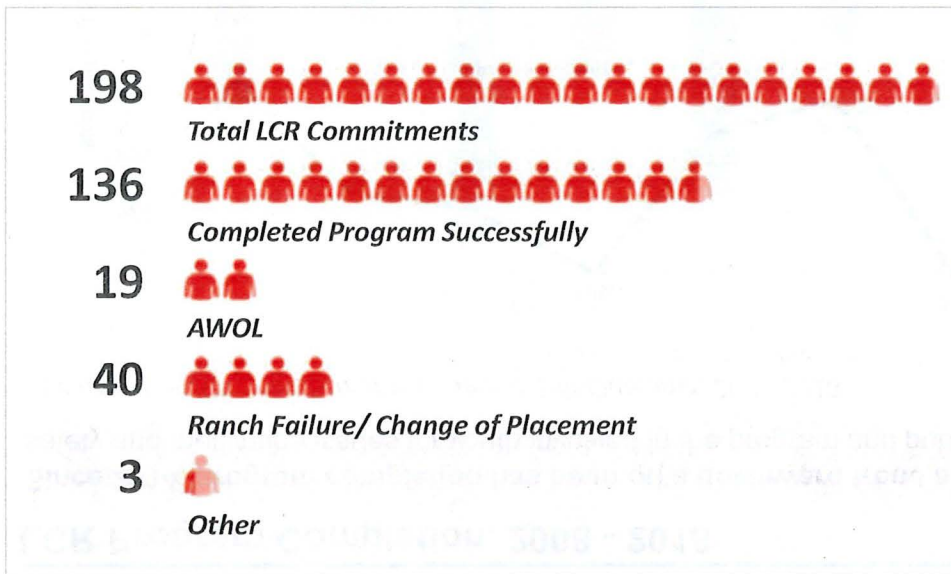 198
Total LCR Commitments
136
Completed Program Successfully
19
AWOL
40
Ranch Failure/ Change of Placement
3
Other